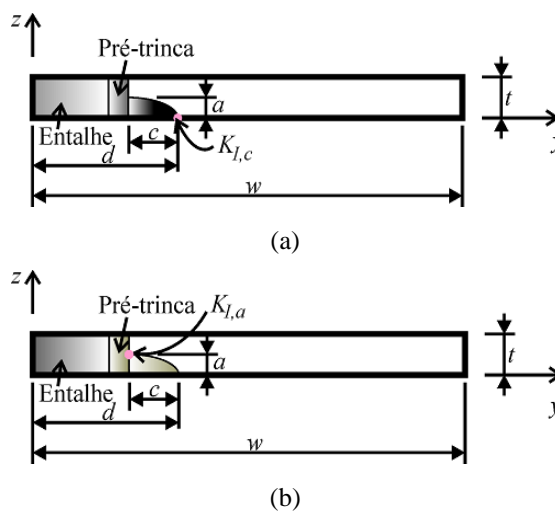 z
Pré-trinca
a
t
Entalhe
c
K_{I,c}
d
w
(a)
z
Pré-trinca
K_{I,a}
a
t
Entalhe
c
d
y
w
(b)